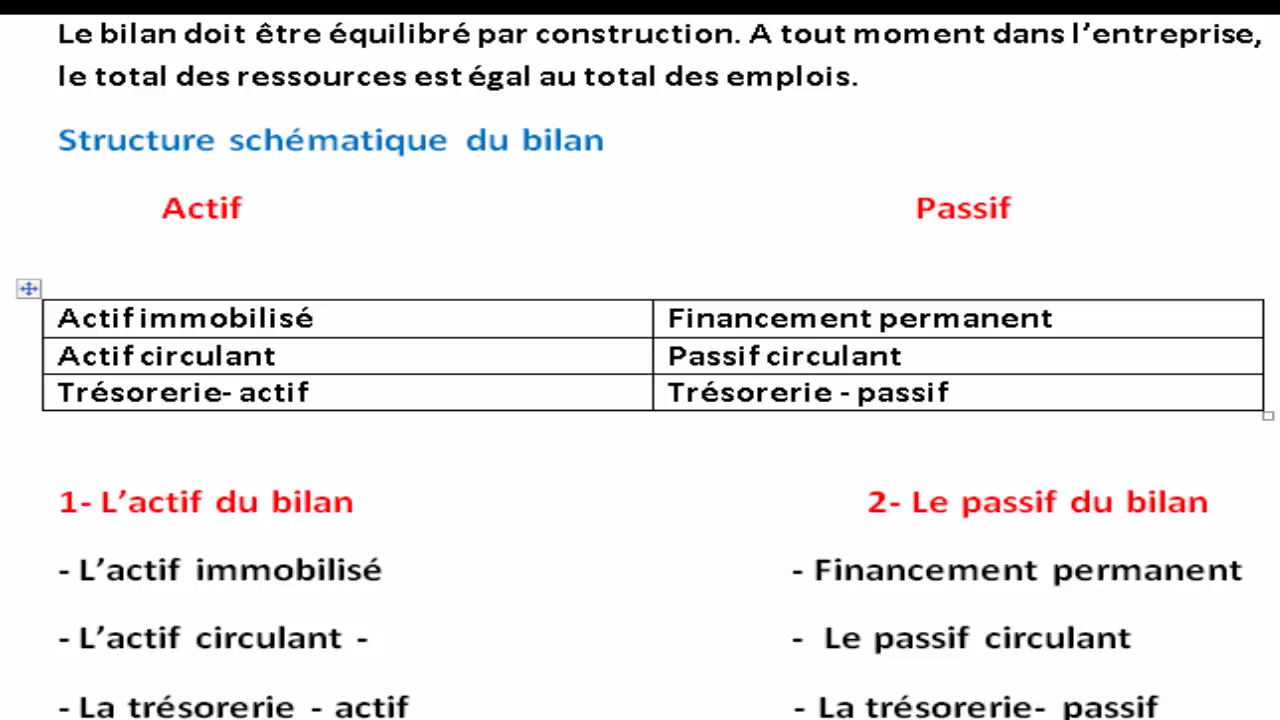 Le bilan doit être équilibré par construction. A tout moment dans l’entreprise,
le total des ressources est égal au total des emplois.
Structure schématique du bilan
Actif Passif
Actif immobilisé Financement permanent
Actif circulant Passif circulant
Trésorerie- actif Trésorerie - passif
1- L’actif du bilan 2- Le passif du bilan
- L’actif immobilisé - Financement permanent
- L’actif circulant - - Le passif circulant
- La trésorerie - actif - La trésorerie- passif